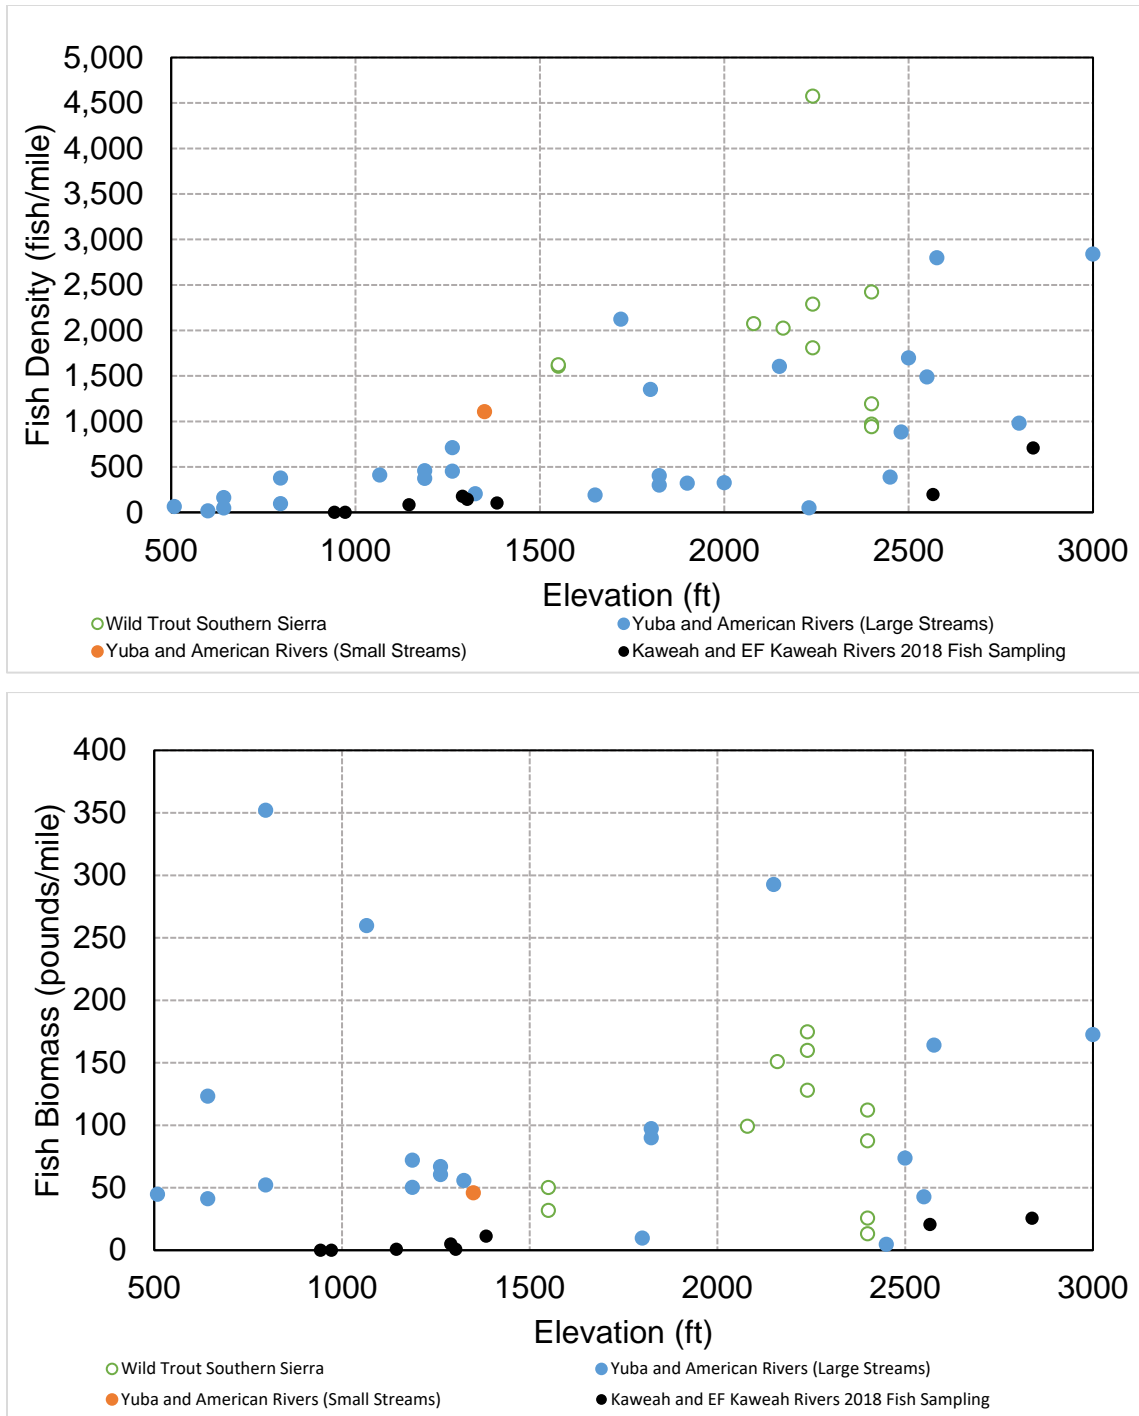 5,000
4,500
4,000
3,500
3,000
2,500
2,000
1,500
1,000
500
0
Fish Density (fish/mile)
500 1000 1500 2000 2500 3000
Elevation (ft)
Wild Trout Southern Sierra Yuba and American Rivers (Large Streams)
Yuba and American Rivers (Small Streams) Kaweah and EF Kaweah Rivers 2018 Fish Sampling
400
350
300
250
200
150
100
50
0
Fish Biomass (pounds/mile)
500 1000 1500 2000 2500 3000
Elevation (ft)
Wild Trout Southern Sierra Yuba and American Rivers (Large Streams)
Yuba and American Rivers (Small Streams) Kaweah and EF Kaweah Rivers 2018 Fish Sampling